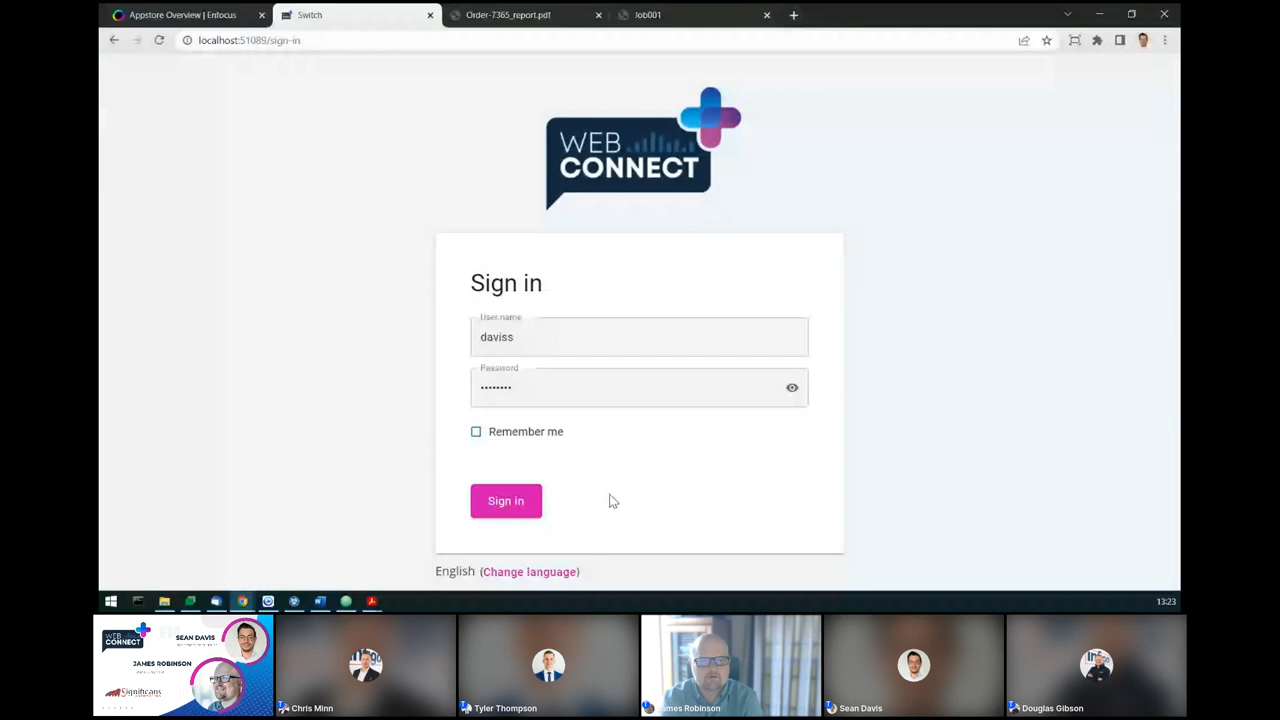 Appstore Overview | Enfocus
Switch
Order-7365_report.pdf
Job001
localhost:51089/sign-in
WEB
CONNECT
Sign in
User name
daviss
Password
••••••••
Remember me
Sign in
English (Change language)
13:23
WEB
CONNECT
SEAN DAVIS
JAMES ROBINSON
Significans
Chris Minn
Tyler Thompson
James Robinson
Sean Davis
Douglas Gibson